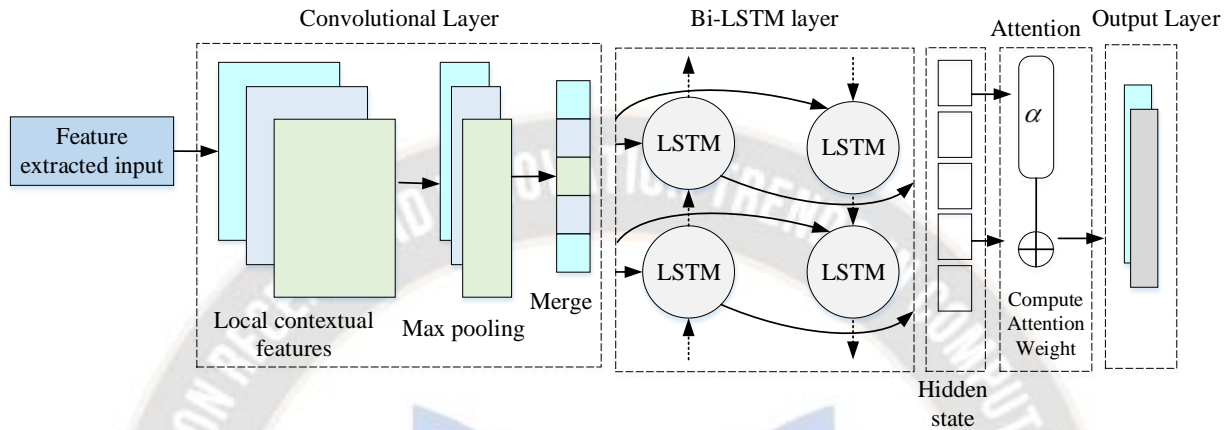 Convolutional Layer
Bi-LSTM layer
Attention
Output Layer
Feature
extracted input
Local contextual
features
Max pooling
Merge
LSTM
LSTM
LSTM
LSTM
Hidden
state
α
Compute
Attention
Weight